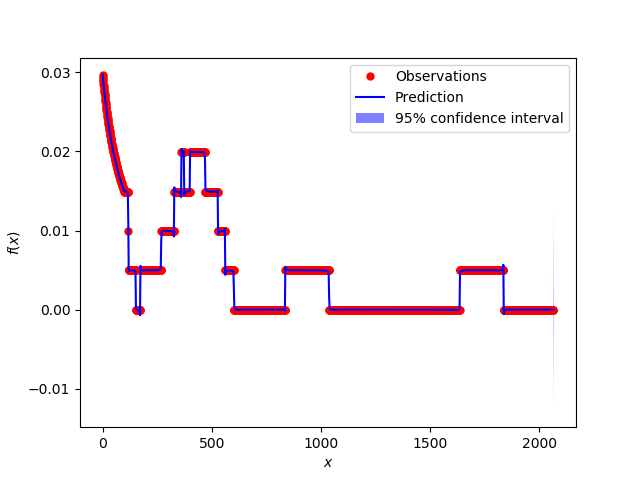 0.03
0.02
0.01
0.00
−0.01
f(x)
0
500
1000
1500
2000
x
Observations
Prediction
95% confidence interval